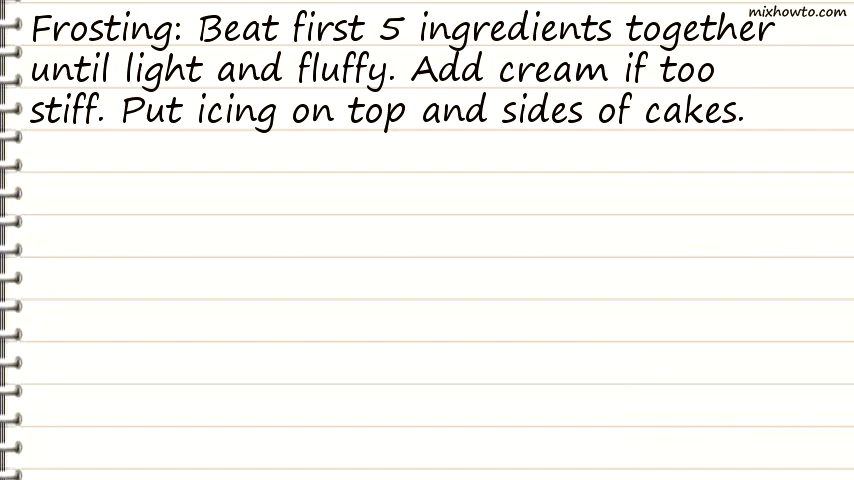 mixhowto.com
Frosting: Beat first 5 ingredients together
until light and fluffy. Add cream if too
stiff. Put icing on top and sides of cakes.